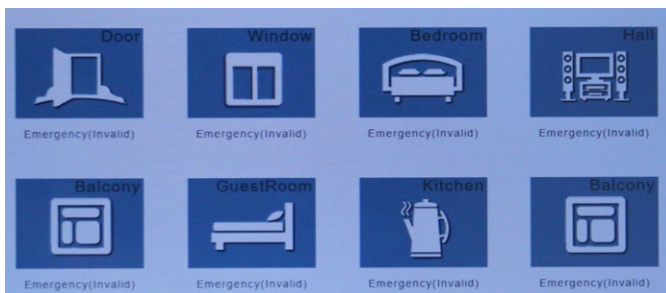 Door Window Bedroom Hall
Emergency(Invalid) Emergency(Invalid) Emergency(Invalid) Emergency(Invalid)
Balcony GuestRoom Kitchen Balcony
Emergency(Invalid) Emergency(Invalid) Emergency(Invalid) Emergency(Invalid)